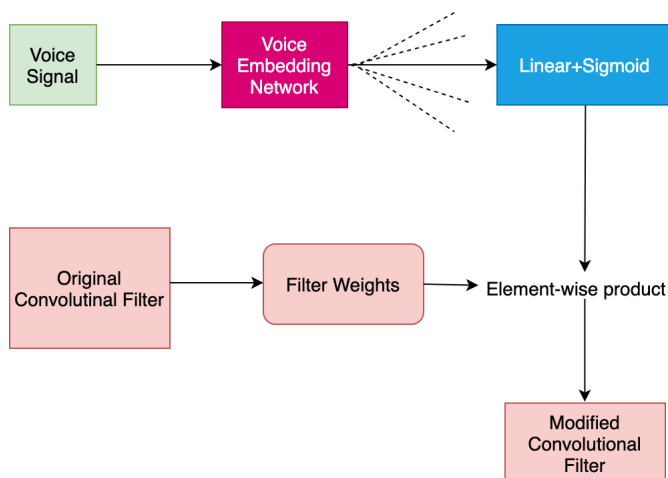 Voice
Signal
Voice
Embedding
Network
Linear+Sigmoid
Original
Convolutinal Filter
Filter Weights
Element-wise product
Modified
Convolutional
Filter